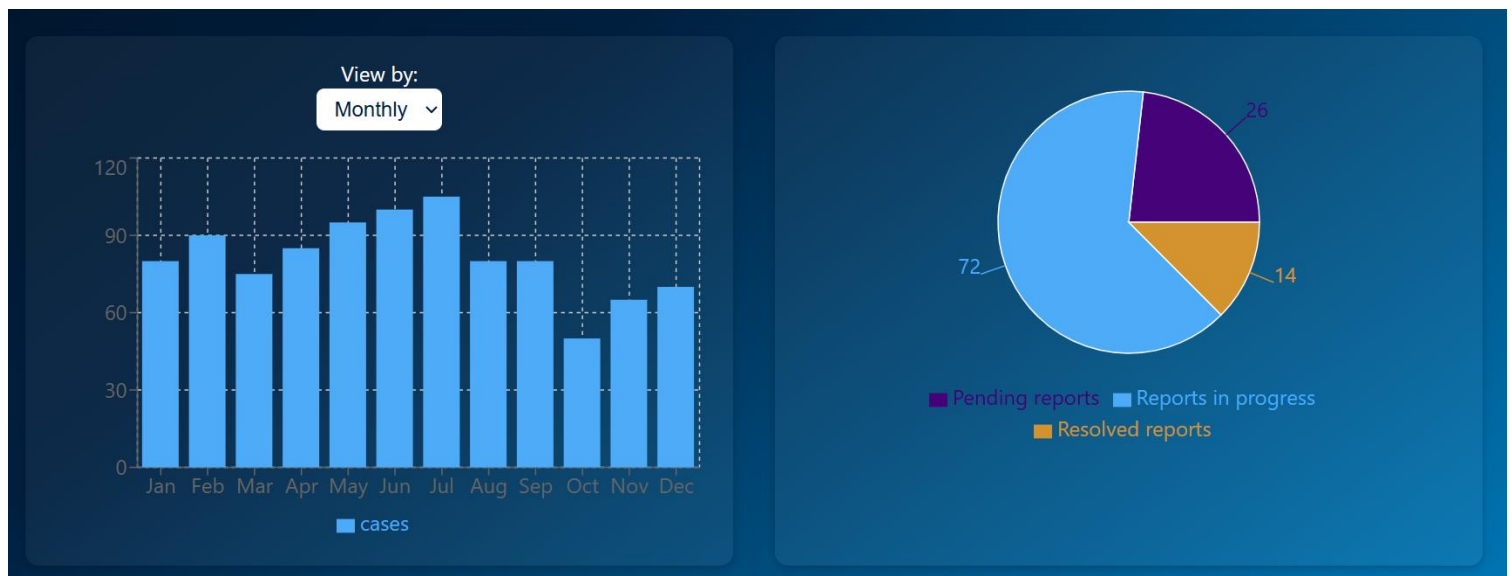 View by:
Monthly
120
90
60
30
0
Jan Feb Mar Apr May Jun Jul Aug Sep Oct Nov Dec
cases
26
72
14
Pending reports Reports in progress
Resolved reports